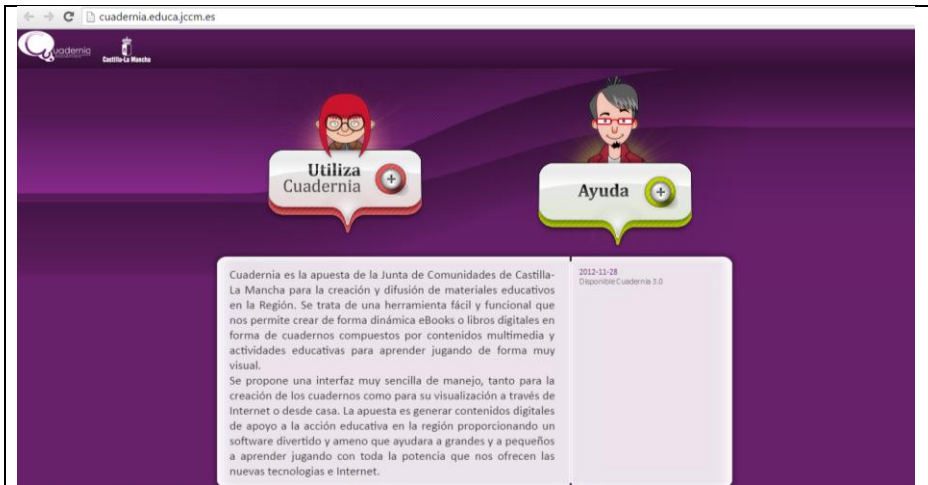 cuadernia.educa.jccm.es
Cuadernia
Castilla-La Mancha
Utiliza
Cuadernia
Ayuda
Cuadernia es la apuesta de la Junta de Comunidades de Castilla-
La Mancha para la creación y difusión de materiales educativos
en la Región. Se trata de una herramienta fácil y funcional que
nos permite crear de forma dinámica eBooks o libros digitales en
forma de cuadernos compuestos por contenidos multimedia y
actividades educativas para aprender jugando de forma muy
visual.
Se propone una interfaz muy sencilla de manejo, tanto para la
creación de los cuadernos como para su visualización a través de
Internet o desde casa. La apuesta es generar contenidos digitales
de apoyo a la acción educativa en la región proporcionando un
software divertido y ameno que ayudara a grandes y a pequeños
a aprender jugando con toda la potencia que nos ofrecen las
nuevas tecnologías e Internet.
2012-11-28
Disponible Cuadernia 3.0